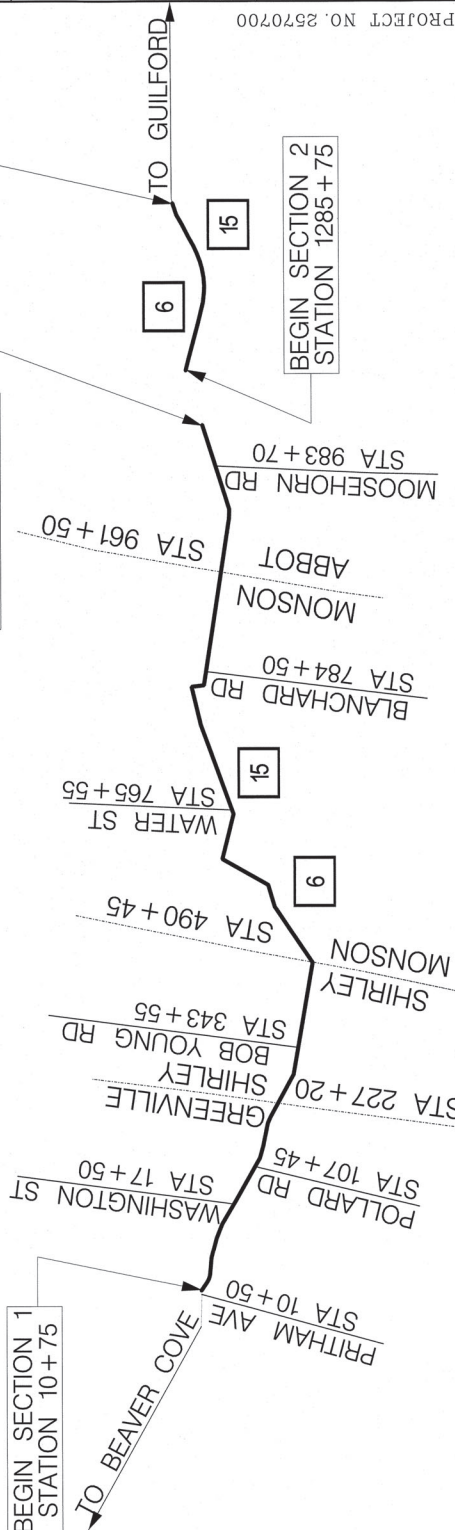 PROJECT NO. 2570700
TO GUILFORD
15
6
BEGIN SECTION 2
STATION 1285+75
MOOSEHORN RD
STA 983+70
STA 961+50
ABBOT
MONSON
BLANCHARD RD
STA 784+50
WATER ST
STA 765+55
15
6
STA 490+45
MONSON
SHIRLEY
BOB YOUNG RD
STA 343+55
SHIRLEY
GREENVILLE
STA 227+20
POLLARD RD
STA 107+45
WASHINGTON ST
STA 17+50
PRITHAM AVE
STA 10+50
BEGIN SECTION 1
STATION 10+75
TO BEAVER COVE